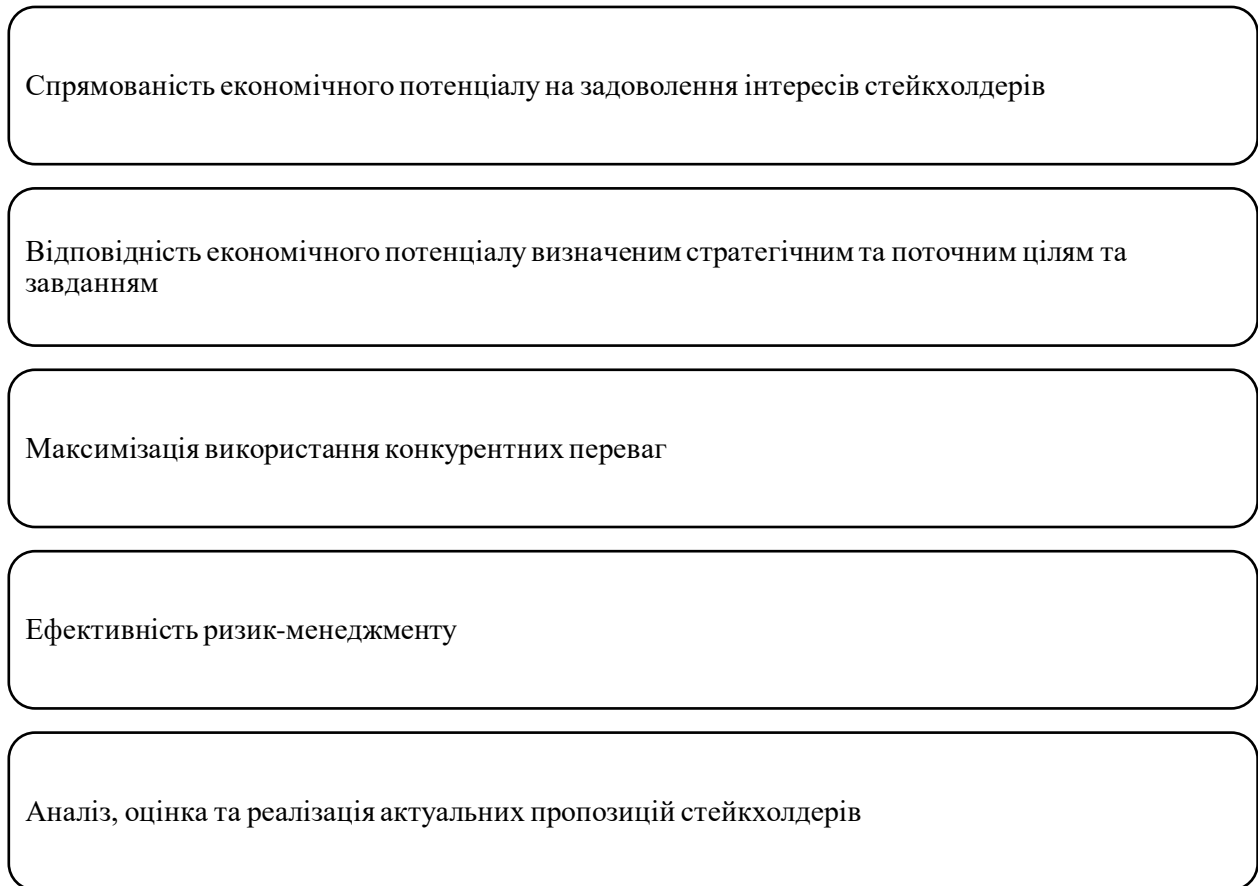 Спрямованість економічного потенціалу на задоволення інтересів стейкхолдерів
Відповідність економічного потенціалу визначеним стратегічним та поточним цілям та
завданням
Максимізація використання конкурентних переваг
Ефективність ризик-менеджменту
Аналіз, оцінка та реалізація актуальних пропозицій стейкхолдерів